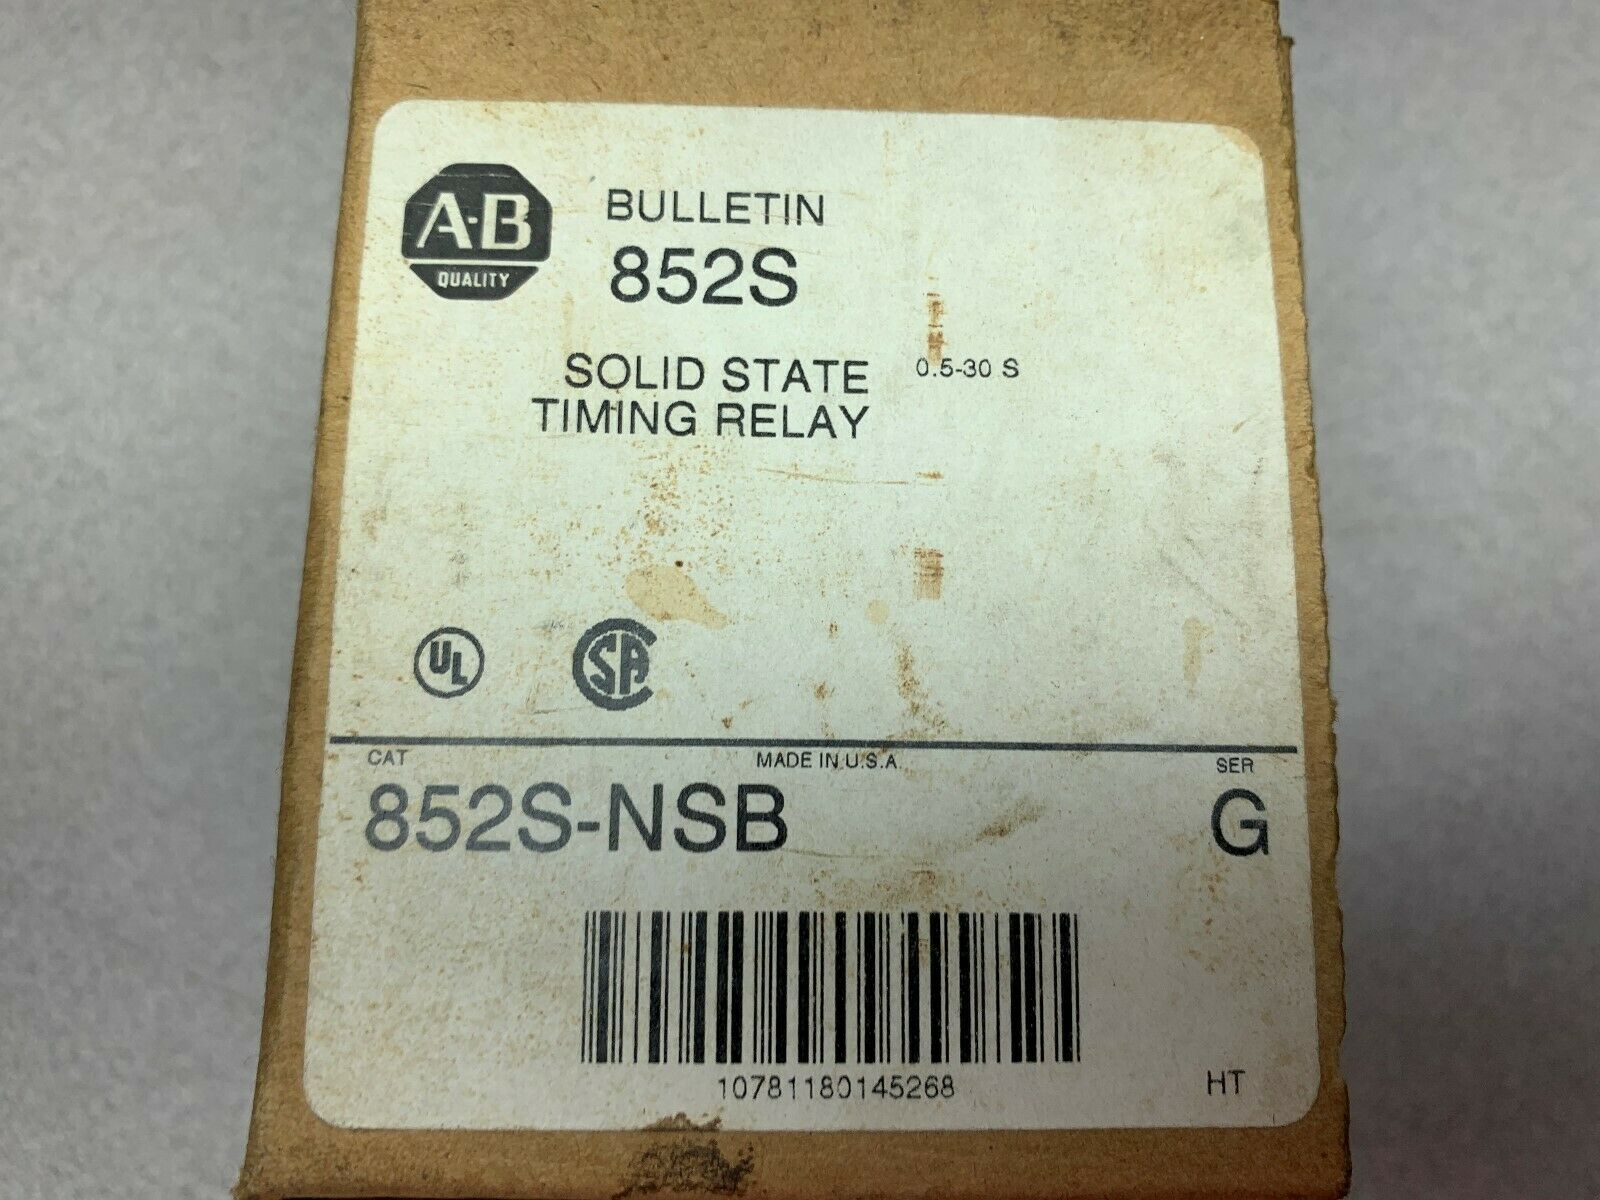 A-B
QUALITY
BULLETIN
852S
SOLID STATE
TIMING RELAY
0.5-30 S
UL
CSA
CAT
MADE IN U.S.A.
SER
852S-NSB
G
10781180145268
HT